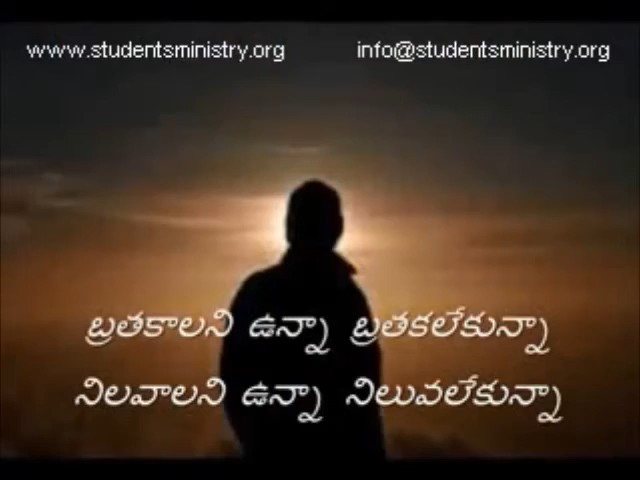 www.studentsministry.org info@studentsministry.org
బ్రతకాలని ఉన్నా బ్రతకలేకున్నా
నిలవాలని ఉన్నా నిలువలేకున్నా